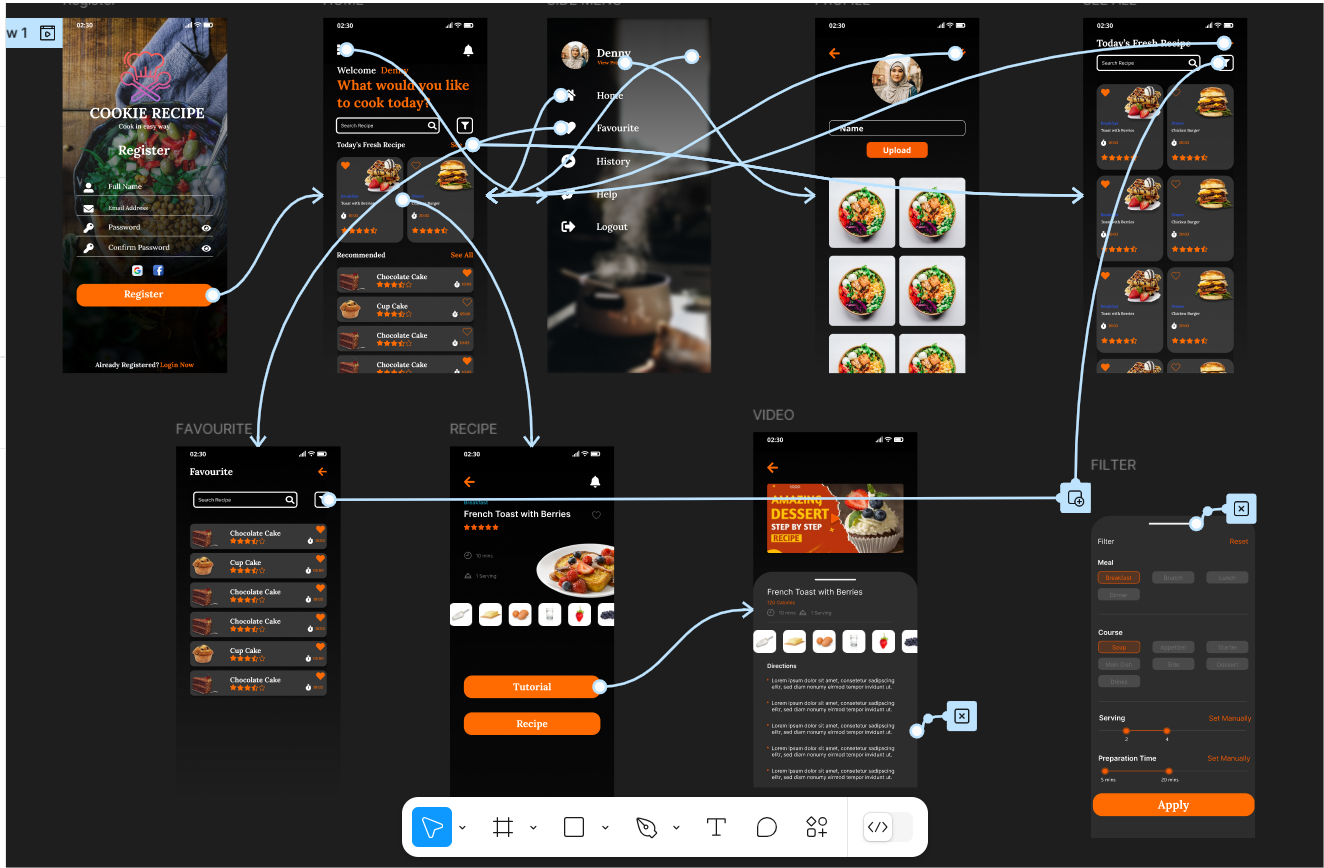 Register
HOME
SIDE MENU
PROFILE
SEE ALL
w 1
02:30
COOKIE RECIPE
Cook in easy way
Register
Full Name
Email Address
Password
Confirm Password
Register
Already Registered? Login Now
02:30
Welcome Denny
What would you like
to cook today?
Search Recipe
Today's Fresh Recipe
Toast with Berries
Chicken Burger
Recommended
See All
Chocolate Cake
Cup Cake
Chocolate Cake
Chocolate Cake
Denny
Home
Favourite
History
Help
Logout
02:30
Name
Upload
02:30
Today's Fresh Recipe
Search Recipe
Toast with Berries
Chicken Burger
Toast with Berries
Chicken Burger
Toast with Berries
Chicken Burger
FAVOURITE
02:30
Favourite
Search Recipe
Chocolate Cake
Cup Cake
Chocolate Cake
Chocolate Cake
Cup Cake
Chocolate Cake
RECIPE
02:30
Breakfast
French Toast with Berries
10 mins
1 Serving
Tutorial
Recipe
VIDEO
02:30
AMAZING
DESSERT
STEP BY STEP
RECIPE
French Toast with Berries
120 Calories
10 mins 1 Serving
Directions
Lorem ipsum dolor sit amet, consetetur sadipscing
elitr, sed diam nonumy eirmod tempor invidunt ut.
Lorem ipsum dolor sit amet, consetetur sadipscing
elitr, sed diam nonumy eirmod tempor invidunt ut.
Lorem ipsum dolor sit amet, consetetur sadipscing
elitr, sed diam nonumy eirmod tempor invidunt ut.
Lorem ipsum dolor sit amet, consetetur sadipscing
elitr, sed diam nonumy eirmod tempor invidunt ut.
Lorem ipsum dolor sit amet, consetetur sadipscing
elitr, sed diam nonumy eirmod tempor invidunt ut.
FILTER
Filter
Reset
Meal
Breakfast
Brunch
Lunch
Dinner
Course
Soup
Appetizer
Starter
Main Dish
Side
Dessert
Drinks
Serving
Set Manually
2
4
Preparation Time
Set Manually
5 mins
20 mins
Apply